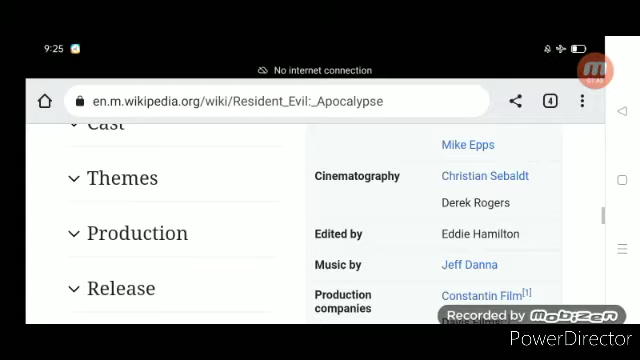 9:25
No internet connection
en.m.wikipedia.org/wiki/Resident_Evil:_Apocalypse
4
Cast
Mike Epps
Themes
Cinematography
Christian Sebaldt
Derek Rogers
Production
Edited by
Eddie Hamilton
Music by
Jeff Danna
Release
Production companies
Constantin Film[1]
Davis Films
Recorded by Mobizen
PowerDirector